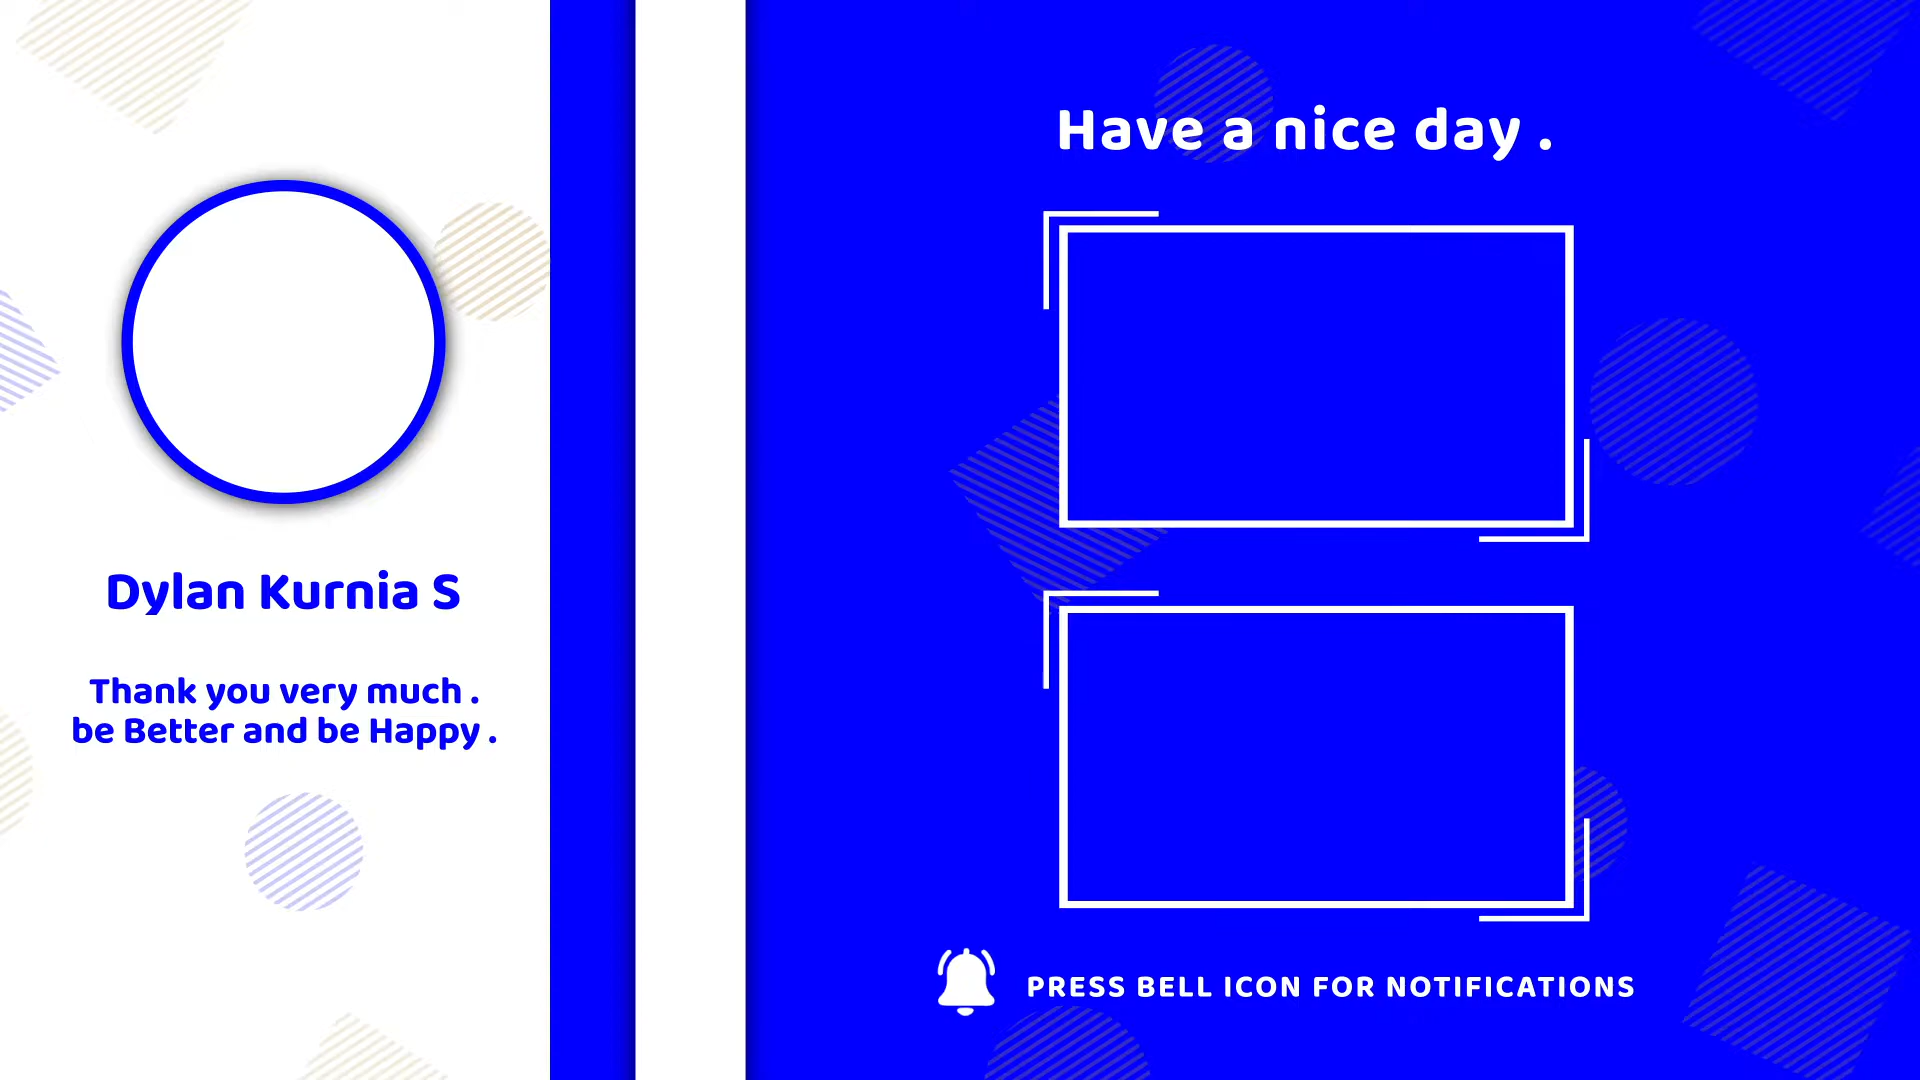 Have a nice day .
Dylan Kurnia S
Thank you very much .
be Better and be Happy .
PRESS BELL ICON FOR NOTIFICATIONS